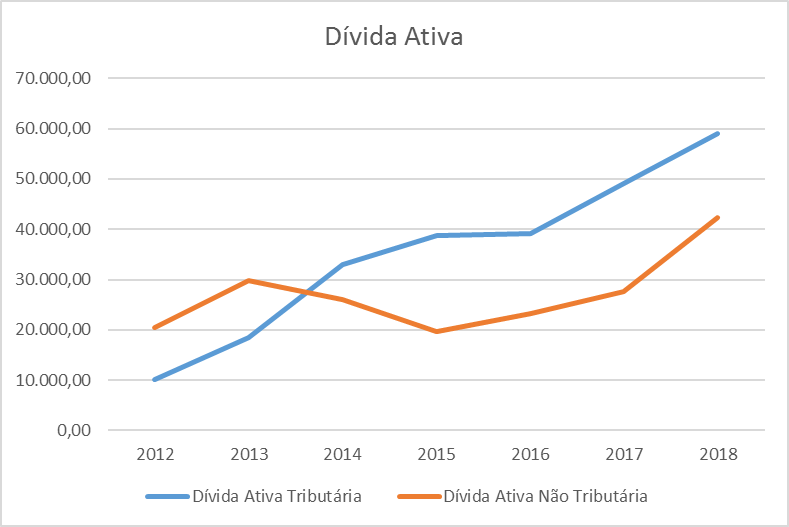 Dívida Ativa
70.000,00
60.000,00
50.000,00
40.000,00
30.000,00
20.000,00
10.000,00
0,00
2012 2013 2014 2015 2016 2017 2018
Dívida Ativa Tributária Dívida Ativa Não Tributária